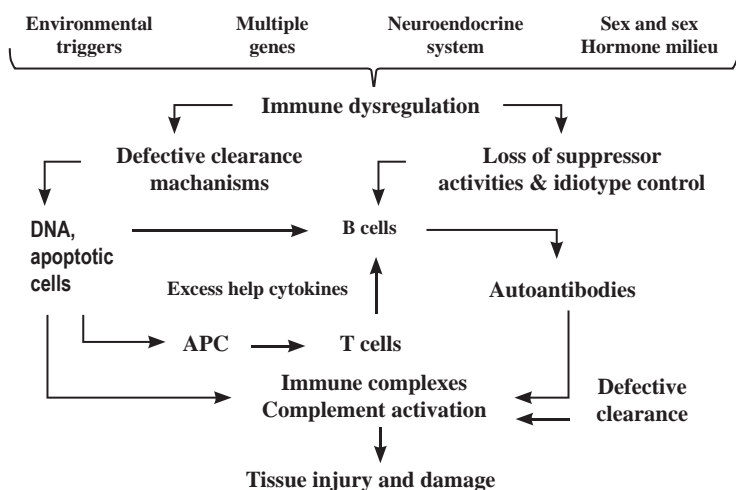 Environmental triggers
Multiple genes
Neuroendocrine system
Sex and sex Hormone milieu
Immune dysregulation
Defective clearance
machanisms
Loss of suppressor
activities & idiotype control
DNA,
apoptotic
cells
B cells
Excess help cytokines
Autoantibodies
APC
T cells
Immune complexes
Complement activation
Defective
clearance
Tissue injury and damage